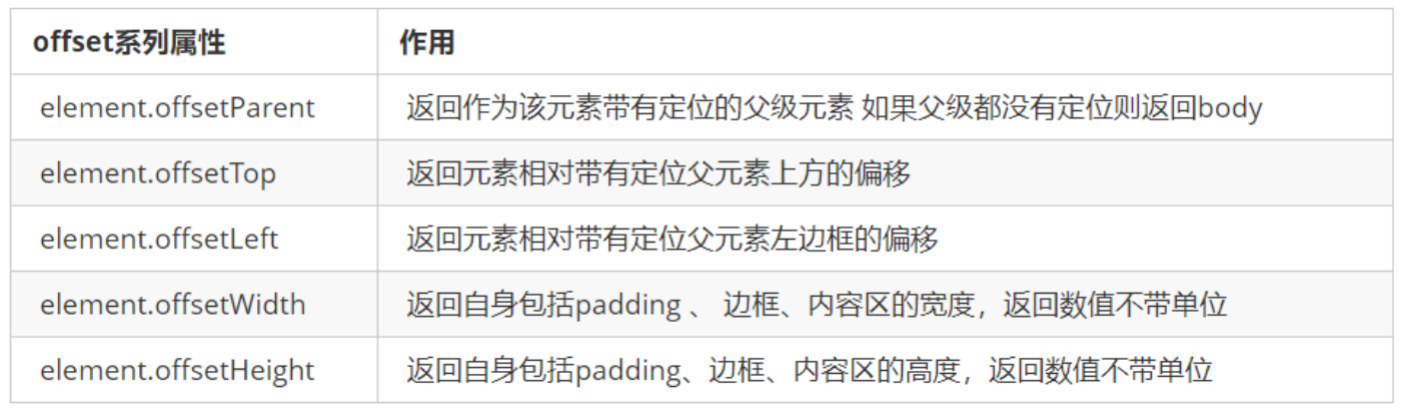 offset系列属性 作用
element.offsetParent 返回作为该元素带有定位的父级元素 如果父级都没有定位则返回body
element.offsetTop 返回元素相对带有定位父元素上方的偏移
element.offsetLeft 返回元素相对带有定位父元素左边框的偏移
element.offsetWidth 返回自身包括padding 、 边框、内容区的宽度，返回数值不带单位
element.offsetHeight 返回自身包括padding、边框、内容区的高度，返回数值不带单位